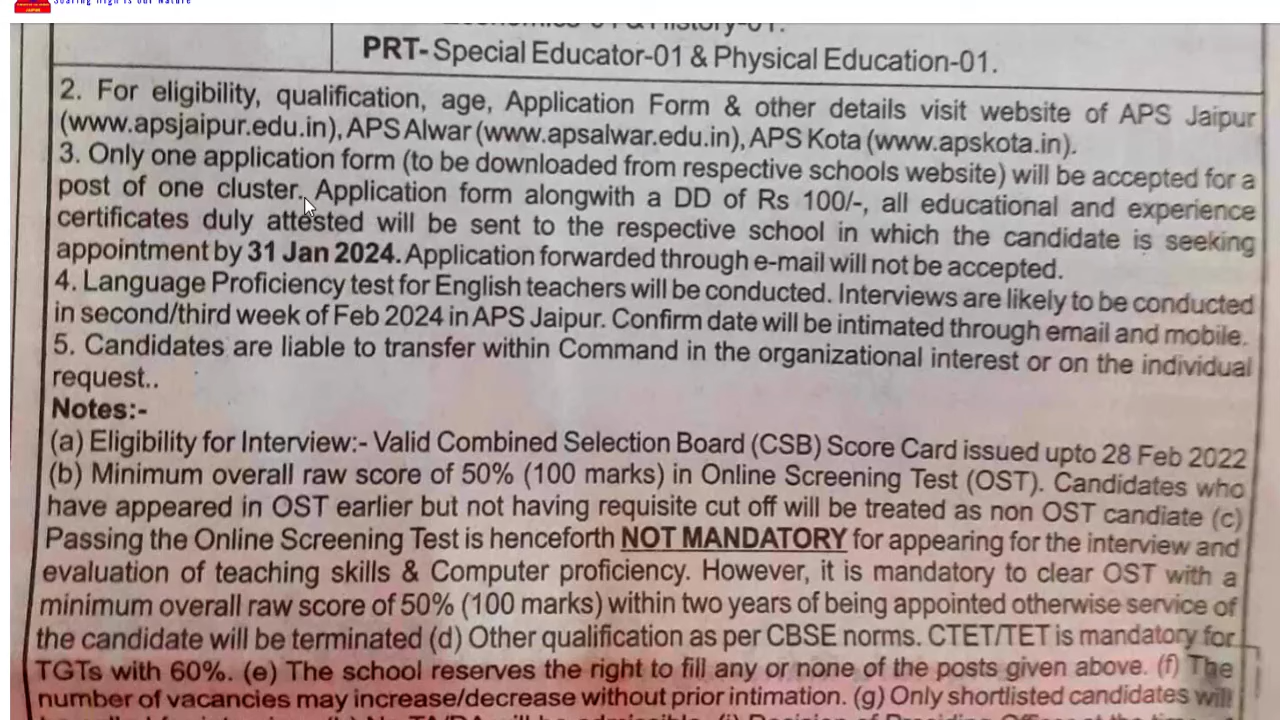 Soaring High is Our Nature
PRT- Special Educator-01 & Physical Education-01.
2. For eligibility, qualification, age, Application Form & other details visit website of APS Jaipur
(www.apsjaipur.edu.in), APS Alwar (www.apsalwar.edu.in), APS Kota (www.apskota.in).
3. Only one application form (to be downloaded from respective schools website) will be accepted for a
post of one cluster. Application form alongwith a DD of Rs 100/-, all educational and experience
certificates duly attested will be sent to the respective school in which the candidate is seeking
appointment by 31 Jan 2024. Application forwarded through e-mail will not be accepted.
4. Language Proficiency test for English teachers will be conducted. Interviews are likely to be conducted
in second/third week of Feb 2024 in APS Jaipur. Confirm date will be intimated through email and mobile.
5. Candidates are liable to transfer within Command in the organizational interest or on the individual
request..
Notes:-
(a) Eligibility for Interview:- Valid Combined Selection Board (CSB) Score Card issued upto 28 Feb 2022
(b) Minimum overall raw score of 50% (100 marks) in Online Screening Test (OST). Candidates who
have appeared in OST earlier but not having requisite cut off will be treated as non OST candiate (c)
Passing the Online Screening Test is henceforth NOT MANDATORY for appearing for the interview and
evaluation of teaching skills & Computer proficiency. However, it is mandatory to clear OST with a
minimum overall raw score of 50% (100 marks) within two years of being appointed otherwise service of
the candidate will be terminated (d) Other qualification as per CBSE norms. CTET/TET is mandatory for
TGTs with 60%. (e) The school reserves the right to fill any or none of the posts given above. (f) The
number of vacancies may increase/decrease without prior intimation. (g) Only shortlisted candidates will